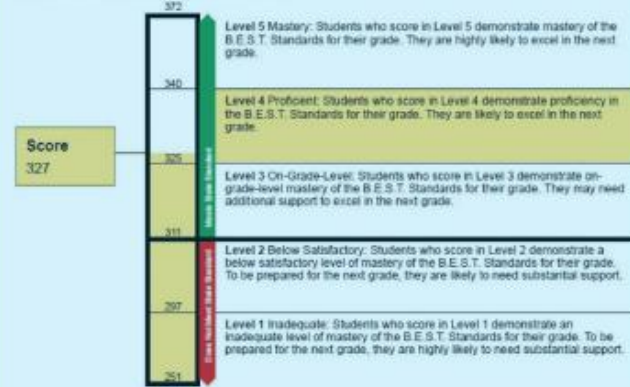 372
Level 5 Mastery: Students who score in Level 5 demonstrate mastery of the
B.E.S.T. Standards for their grade. They are highly likely to excel in the next
grade.
340
Level 4 Proficient: Students who score in Level 4 demonstrate proficiency in
the B.E.S.T. Standards for their grade. They are likely to excel in the next
grade.
Score
327
325
Level 3 On-Grade-Level: Students who score in Level 3 demonstrate on-
grade-level mastery of the B.E.S.T. Standards for their grade. They may need
additional support to excel in the next grade.
Meets State Standard
311
Level 2 Below Satisfactory: Students who score in Level 2 demonstrate a
below satisfactory level of mastery of the B.E.S.T. Standards for their grade.
To be prepared for the next grade, they are likely to need substantial support.
Does Not Meet State Standard
297
Level 1 Inadequate: Students who score in Level 1 demonstrate an
inadequate level of mastery of the B.E.S.T. Standards for their grade. To be
prepared for the next grade, they are highly likely to need substantial support.
251